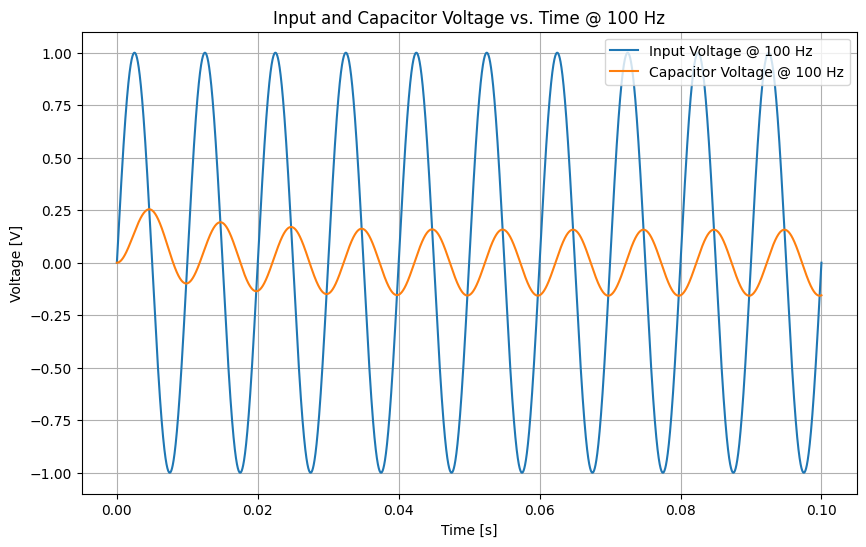 Input and Capacitor Voltage vs. Time @ 100 Hz
Input Voltage @ 100 Hz
Capacitor Voltage @ 100 Hz
Voltage [V]
1.00
0.75
0.50
0.25
0.00
−0.25
−0.50
−0.75
−1.00
0.00 0.02 0.04 0.06 0.08 0.10
Time [s]